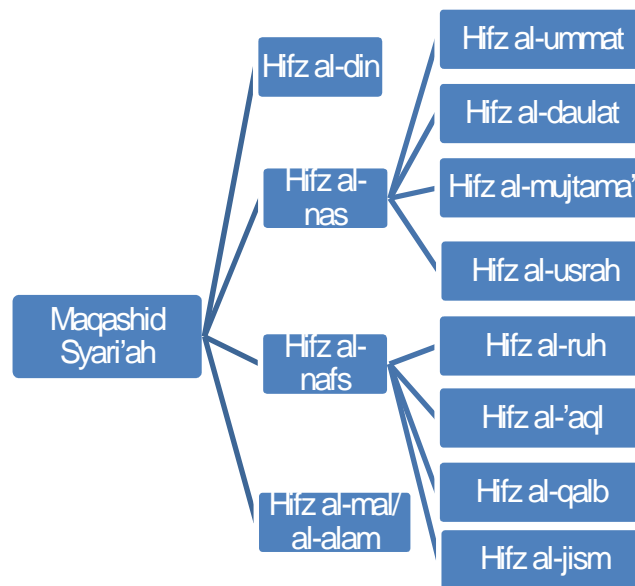 Maqashid
Syari'ah
Hifz al-din
Hifz al-
nas
Hifz al-
nafs
Hifz al-mal/
al-alam
Hifz al-ummat
Hifz al-daulat
Hifz al-mujtama'
Hifz al-usrah
Hifz al-ruh
Hifz al-'aql
Hifz al-qalb
Hifz al-jism